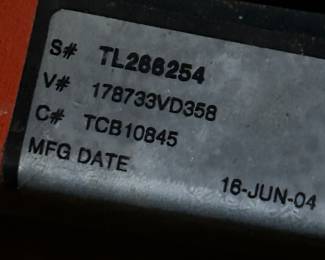 S# TL266254
V# 178733VD358
C# TCB10845
MFG DATE 16-JUN-04